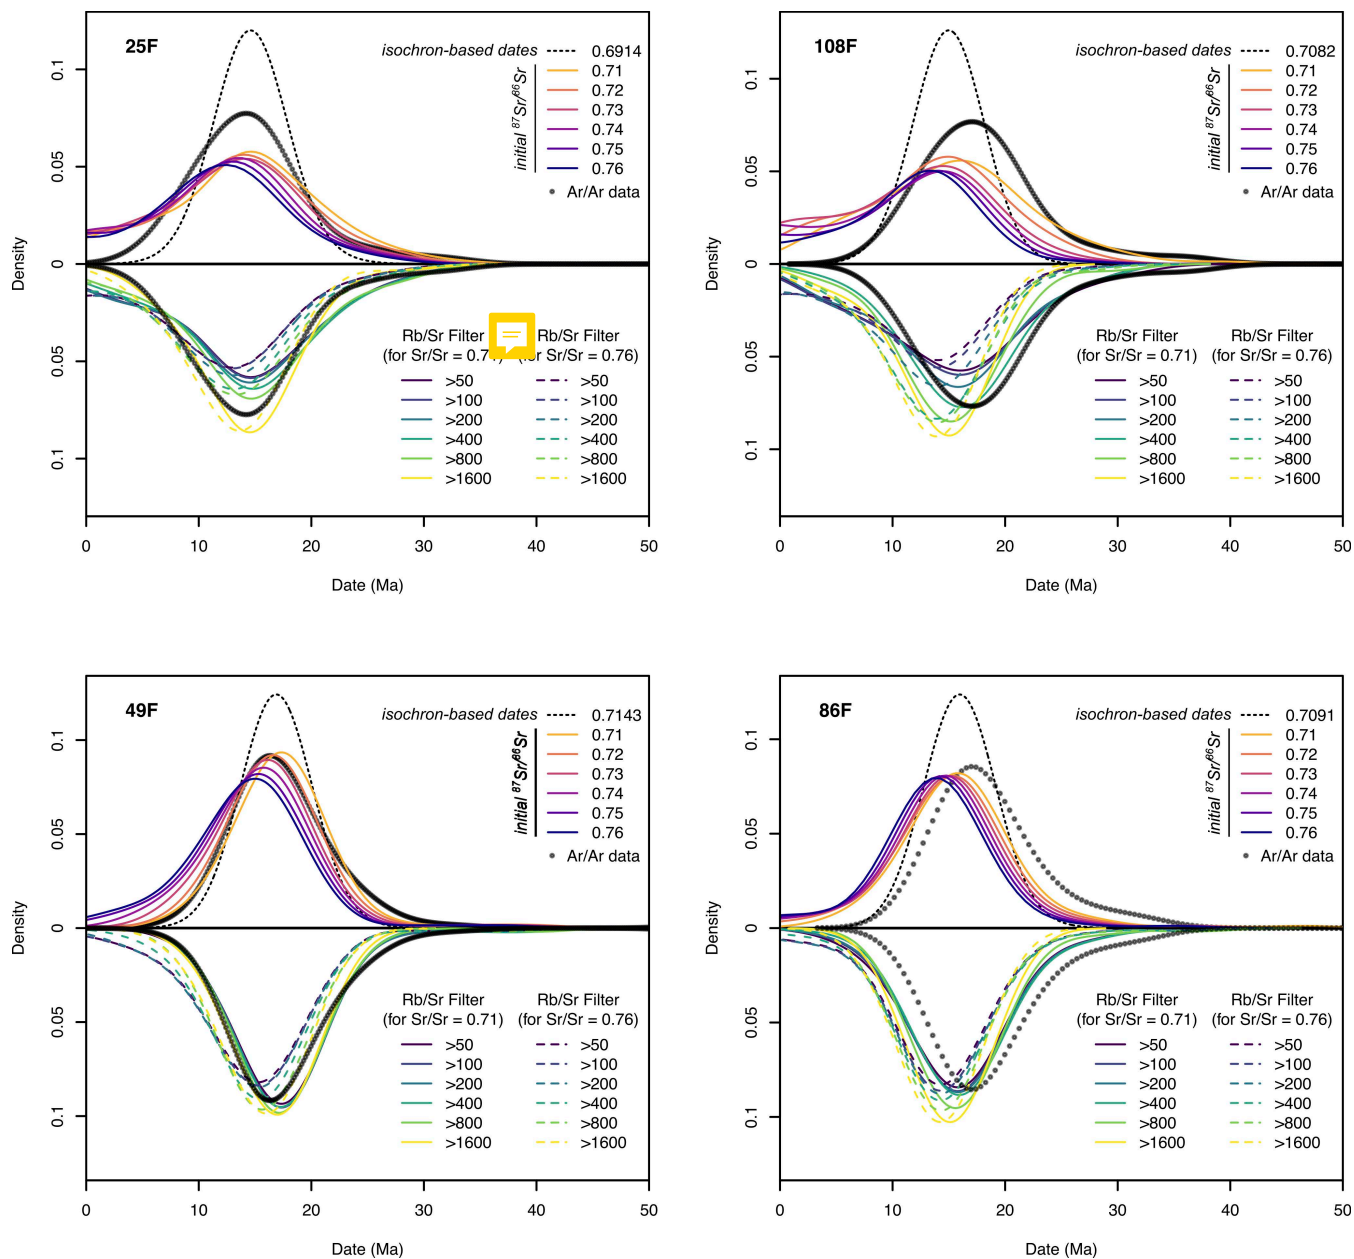 25F
isochron-based dates 0.6914
initial ⁸⁷Sr/⁸⁶Sr
0.71
0.72
0.73
0.74
0.75
0.76
Ar/Ar data
Density
0.1
0.05
0
0.05
0.1
Rb/Sr Filter Rb/Sr Filter
(for Sr/Sr = 0.71) (for Sr/Sr = 0.76)
>50 >50
>100 >100
>200 >200
>400 >400
>800 >800
>1600 >1600
0 10 20 30 40 50
Date (Ma)
108F
isochron-based dates 0.7082
initial ⁸⁷Sr/⁸⁶Sr
0.71
0.72
0.73
0.74
0.75
0.76
Ar/Ar data
Density
0.1
0.05
0
0.05
0.1
Rb/Sr Filter Rb/Sr Filter
(for Sr/Sr = 0.71) (for Sr/Sr = 0.76)
>50 >50
>100 >100
>200 >200
>400 >400
>800 >800
>1600 >1600
0 10 20 30 40 50
Date (Ma)
49F
isochron-based dates 0.7143
initial ⁸⁷Sr/⁸⁶Sr
0.71
0.72
0.73
0.74
0.75
0.76
Ar/Ar data
Density
0.1
0.05
0
0.05
0.1
Rb/Sr Filter Rb/Sr Filter
(for Sr/Sr = 0.71) (for Sr/Sr = 0.76)
>50 >50
>100 >100
>200 >200
>400 >400
>800 >800
>1600 >1600
0 10 20 30 40 50
Date (Ma)
86F
isochron-based dates 0.7091
initial ⁸⁷Sr/⁸⁶Sr
0.71
0.72
0.73
0.74
0.75
0.76
Ar/Ar data
Density
0.1
0.05
0
0.05
0.1
Rb/Sr Filter Rb/Sr Filter
(for Sr/Sr = 0.71) (for Sr/Sr = 0.76)
>50 >50
>100 >100
>200 >200
>400 >400
>800 >800
>1600 >1600
0 10 20 30 40 50
Date (Ma)